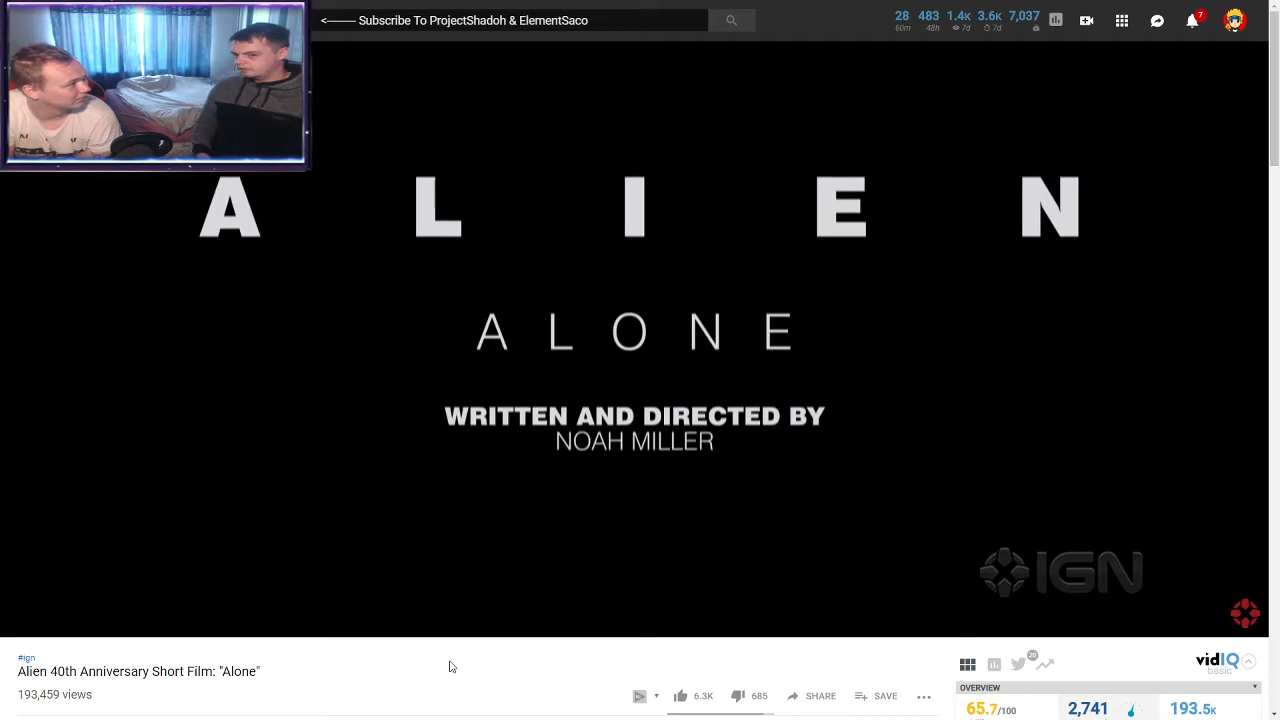 <——— Subscribe To ProjectShadoh & ElementSaco
28 483 1.4K 3.6K 7,037
60m 48h 7d 7d
7
A L I E N
A L O N E
WRITTEN AND DIRECTED BY
NOAH MILLER
IGN
#ign
Alien 40th Anniversary Short Film: "Alone"
193,459 views
6.3K 685 SHARE SAVE
20
vidIQ
basic
OVERVIEW
65.7/100 2,741 193.5K